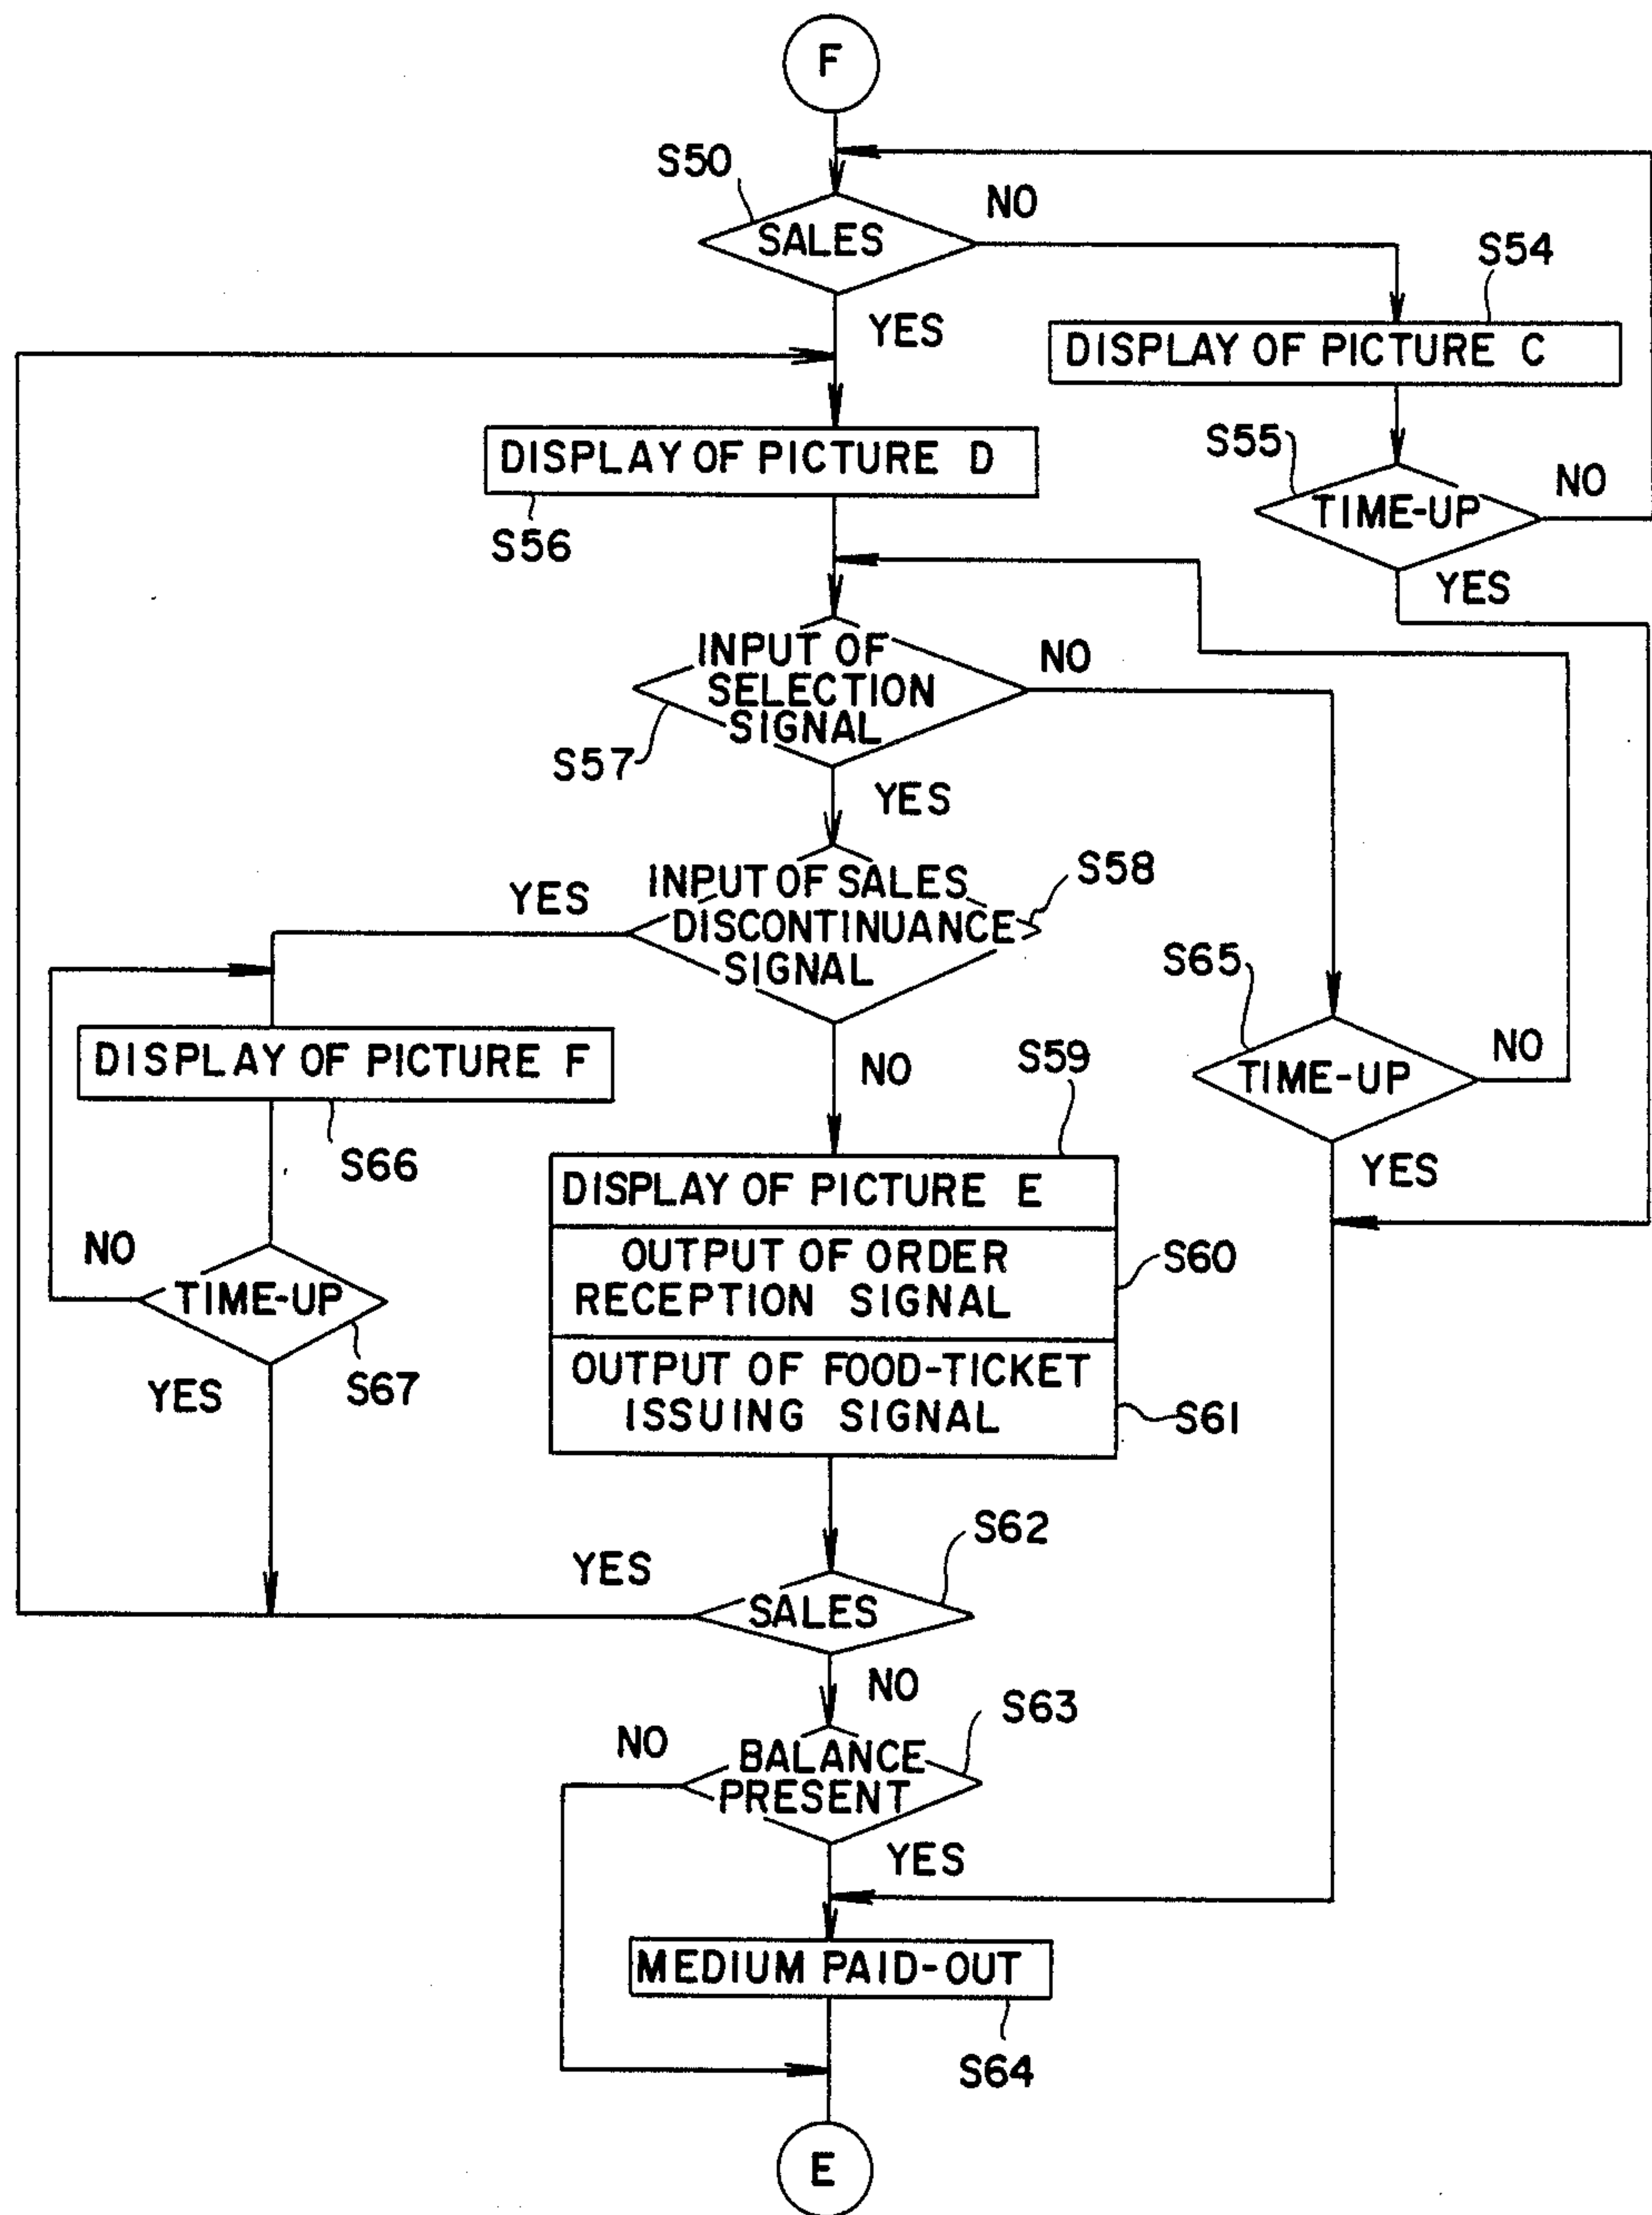 F
S50
NO
SALES
S54
YES
DISPLAY OF PICTURE C
S55
DISPLAY OF PICTURE D
NO
TIME-UP
S56
YES
INPUT OF
SELECTION
SIGNAL
NO
S57
YES
INPUT OF SALES
DISCONTINUANCE
SIGNAL
S58
YES
S65
NO
TIME-UP
DISPLAY OF PICTURE F
NO
S59
S66
YES
DISPLAY OF PICTURE E
NO
OUTPUT OF ORDER
RECEPTION SIGNAL
S60
TIME-UP
OUTPUT OF FOOD-TICKET
ISSUING SIGNAL
S61
YES
S67
S62
YES
SALES
NO
S63
NO
BALANCE
PRESENT
YES
MEDIUM PAID-OUT
S64
E